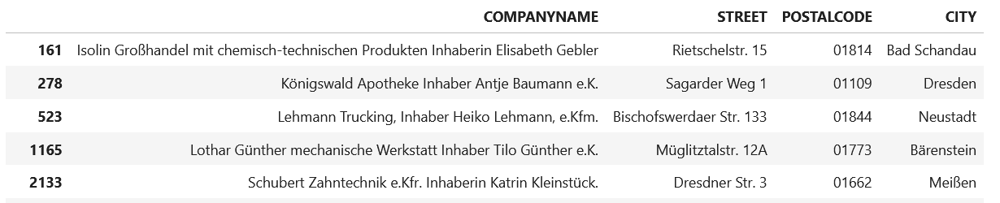 COMPANYNAME STREET POSTALCODE CITY
161 Isolin Großhandel mit chemisch-technischen Produkten Inhaberin Elisabeth Gebler Rietschelstr. 15 01814 Bad Schandau
278 Königswald Apotheke Inhaber Antje Baumann e.K. Sagarder Weg 1 01109 Dresden
523 Lehmann Trucking, Inhaber Heiko Lehmann, e.Kfm. Bischofswerdaer Str. 133 01844 Neustadt
1165 Lothar Günther mechanische Werkstatt Inhaber Tilo Günther e.K. Müglitztalstr. 12A 01773 Bärenstein
2133 Schubert Zahntechnik e.Kfr. Inhaberin Katrin Kleinstück. Dresdner Str. 3 01662 Meißen